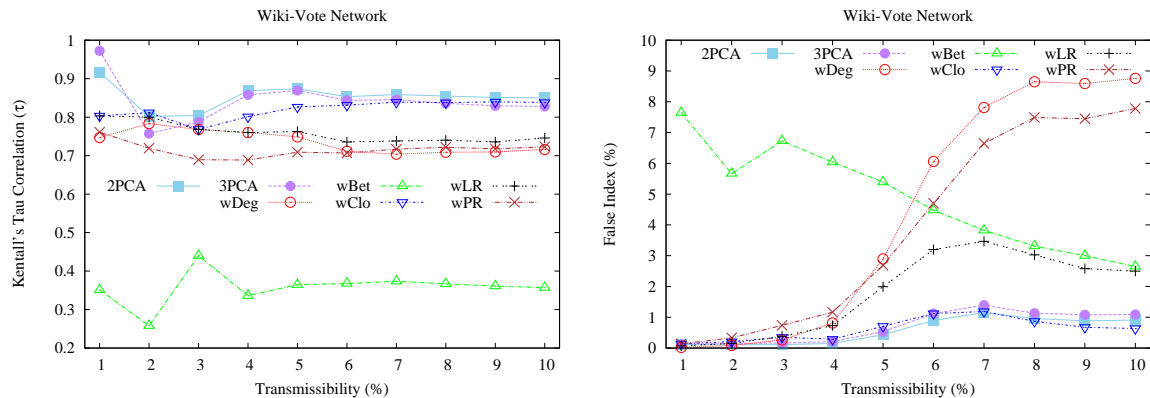 Wiki-Vote Network
Kentall's Tau Correlation (τ)
1
0.9
0.8
0.7
0.6
0.5
0.4
0.3
0.2
2PCA 3PCA wBet wLR
wDeg wClo wPR
1 2 3 4 5 6 7 8 9 10
Transmissibility (%)
Wiki-Vote Network
False Index (%)
10
9
8
7
6
5
4
3
2
1
0
2PCA 3PCA wBet wLR
wDeg wClo wPR
1 2 3 4 5 6 7 8 9 10
Transmissibility (%)